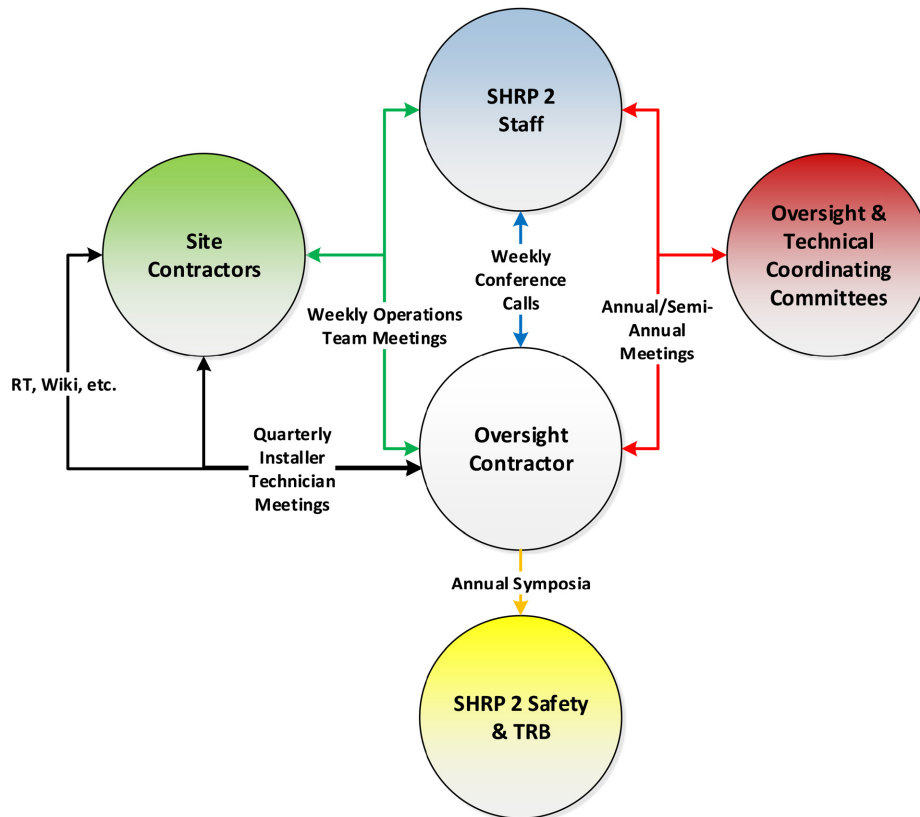 SHRP 2
Staff
Site
Contractors
Oversight &
Technical
Coordinating
Committees
Weekly
Conference
Calls
Weekly Operations
Team Meetings
Annual/Semi-
Annual
Meetings
RT, Wiki, etc.
Quarterly
Installer
Technician
Meetings
Oversight
Contractor
Annual Symposia
SHRP 2 Safety
& TRB